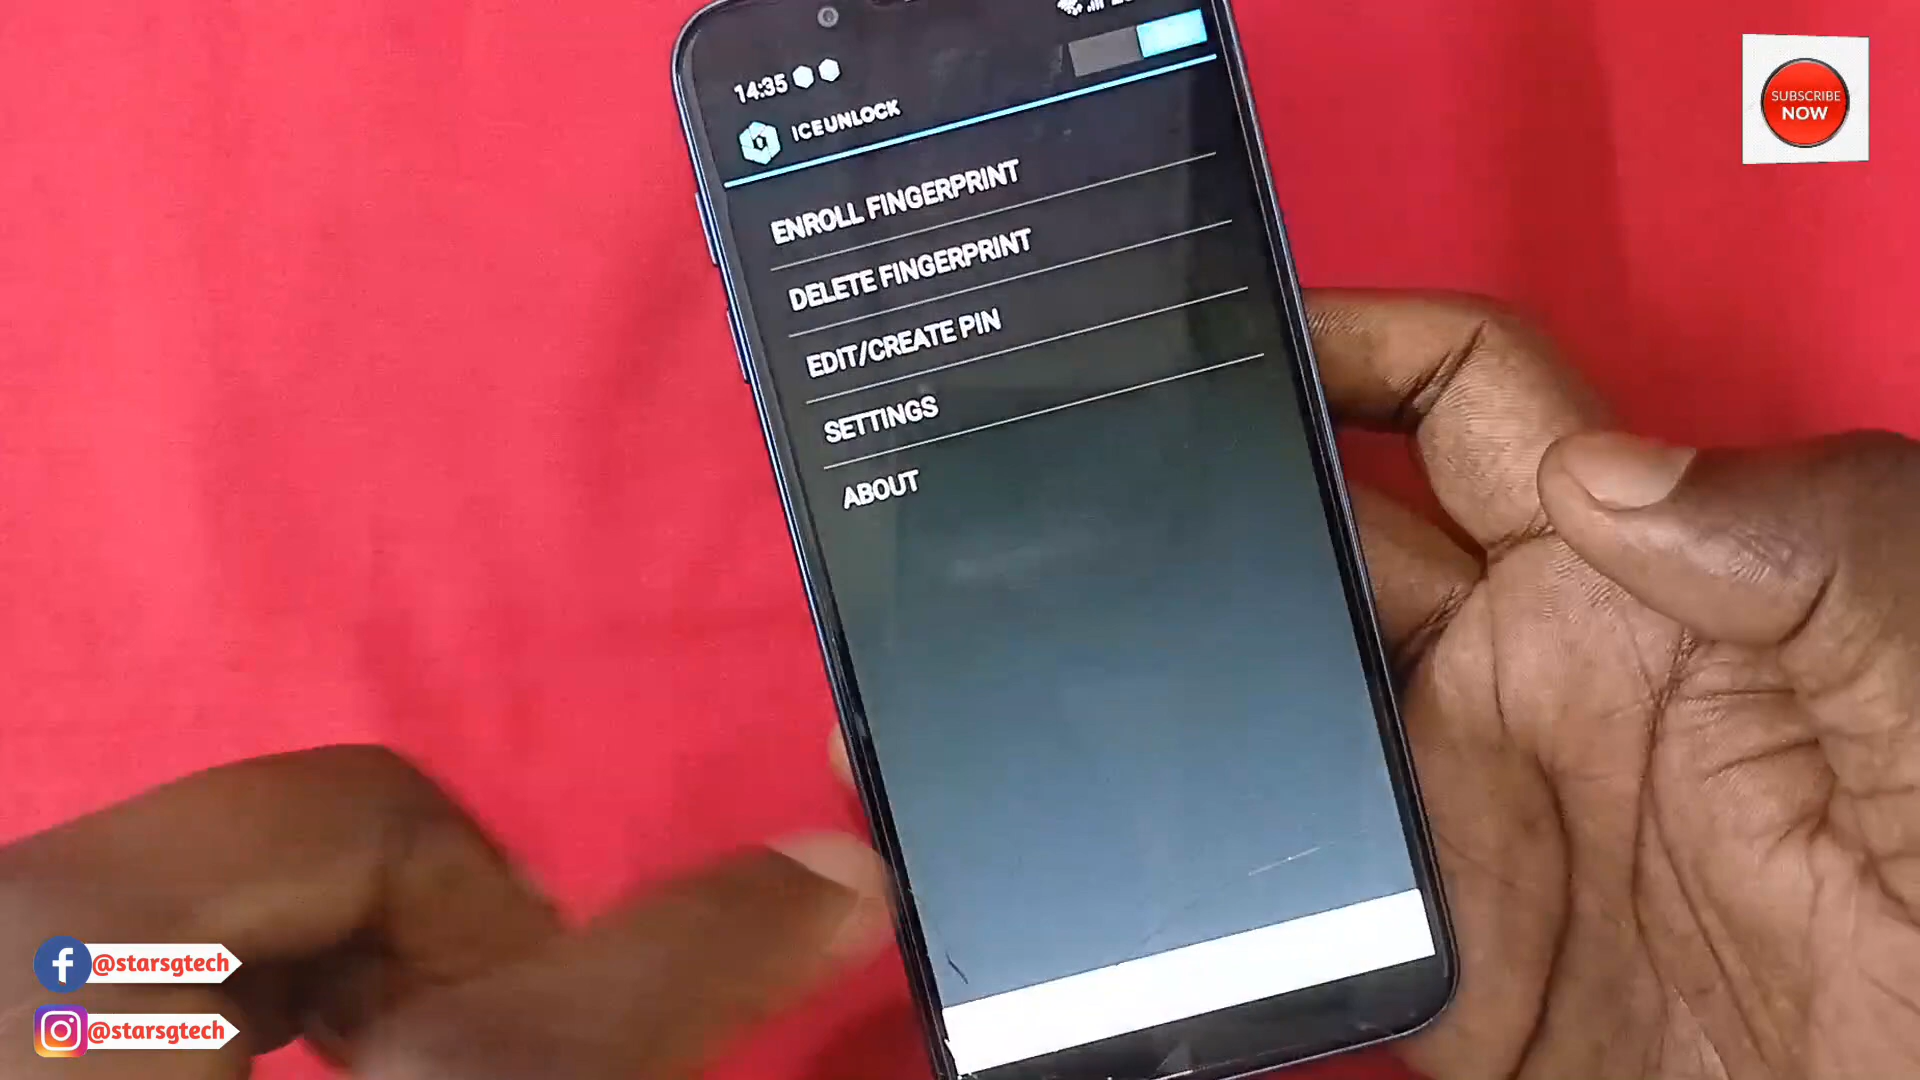 14:35
ICEUNLOCK
ENROLL FINGERPRINT
DELETE FINGERPRINT
EDIT/CREATE PIN
SETTINGS
ABOUT
SUBSCRIBE
NOW
@starsgtech
@starsgtech